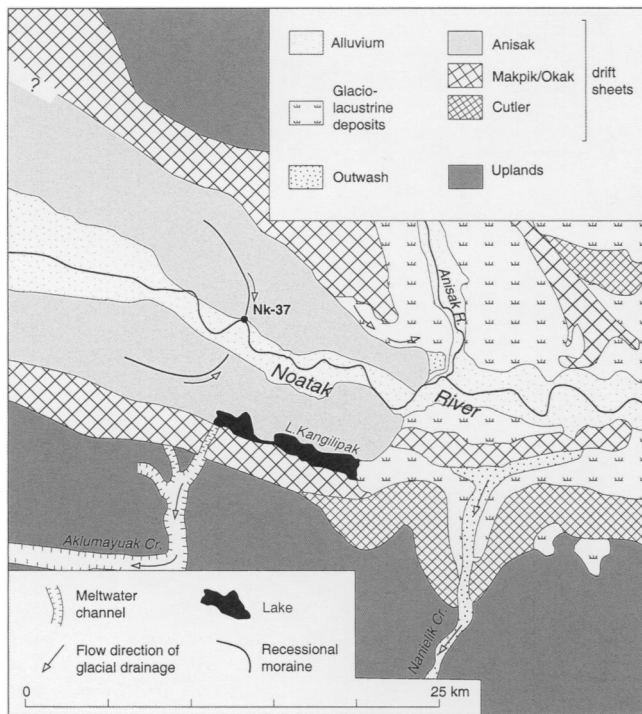 Alluvium
Glacio-
lacustrine
deposits
Outwash
Anisak
Makpik/Okak
Cutler
drift
sheets
Uplands
?
Nk-37
Anisak R.
Noatak
River
L.Kangilipak
Aklumayuak Cr.
Nanielik Cr.
Meltwater
channel
Lake
Flow direction of
glacial drainage
Recessional
moraine
0
25 km